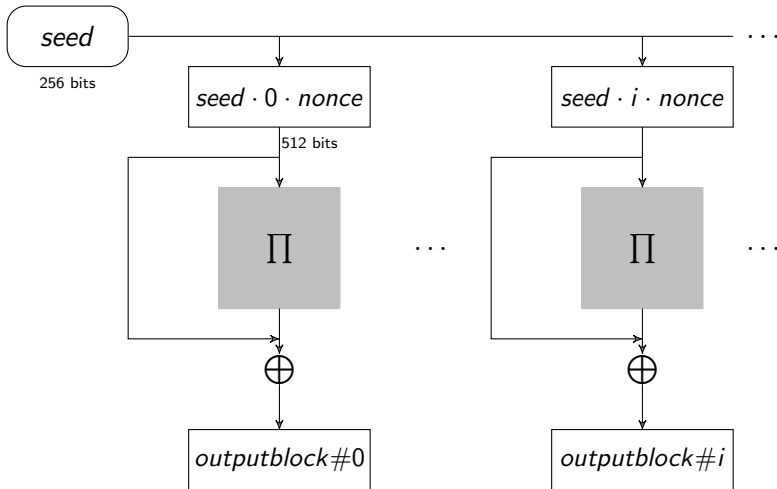 seed
· · ·
256 bits
seed · 0 · nonce
seed · i · nonce
512 bits
∏
· · ·
∏
· · ·
⊕
⊕
outputblock#0
outputblock#i